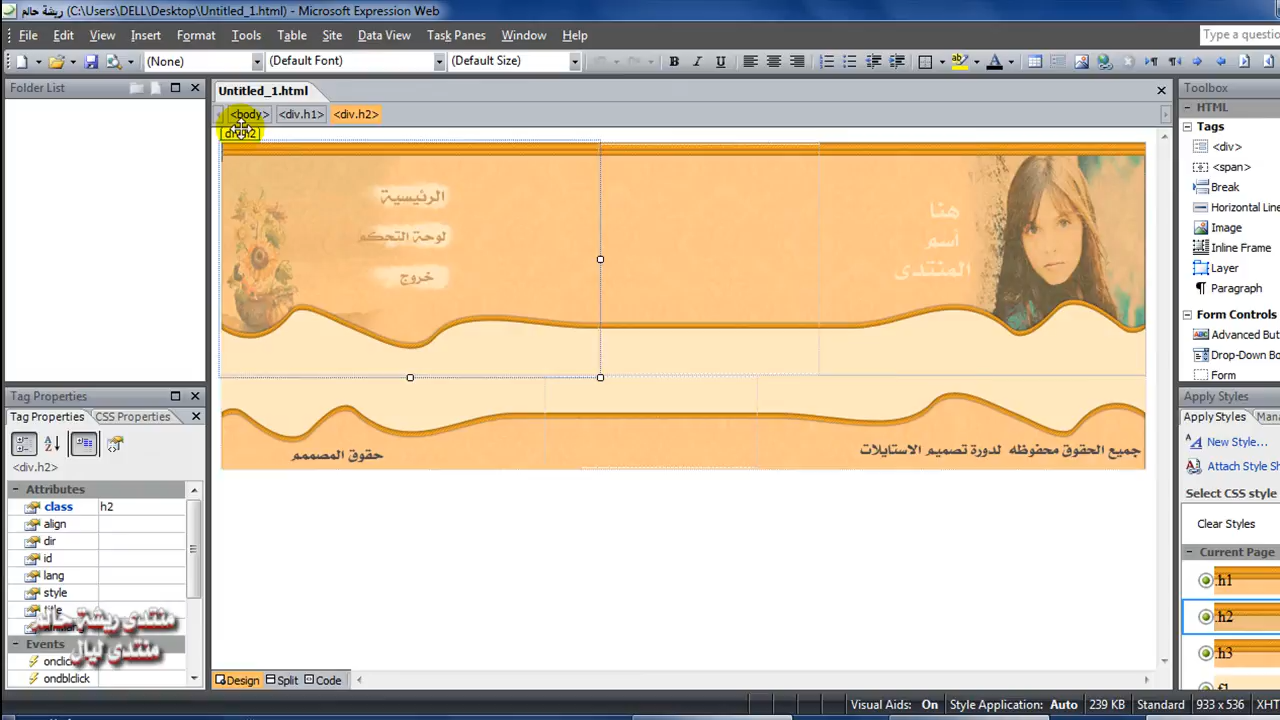 ريشة حالم (C:\Users\DELL\Desktop\Untitled_1.html) - Microsoft Expression Web
File Edit View Insert Format Tools Table Site Data View Task Panes Window Help
Type a questio
(None) (Default Font) (Default Size) B I U A
Folder List
Untitled_1.html
Toolbox
<body> <div.h1> <div.h2>
div.h2
HTML
Tags
<div>
<span>
Break
Horizontal Line
Image
Inline Frame
Layer
Paragraph
Form Controls
Advanced But
Drop-Down Bo
Form
الرئيسية
لوحة التحكم
خروج
هنا
أسم
المنتدى
حقوق المصممم
جميع الحقوق محفوظه لدورة تصميم الاستايلات
Tag Properties
Tag Properties CSS Properties
<div.h2>
Attributes
class h2
align
dir
id
lang
style
title
منتدى ريشة حالم
منتدى ليال
Events
onclic
ondblclick
Apply Styles
Apply Styles Mana
New Style...
Attach Style Sh
Select CSS style
Clear Styles
Current Page
.h1
.h2
.h3
Design Split Code
Visual Aids: On Style Application: Auto 239 KB Standard 933 x 536 XHT